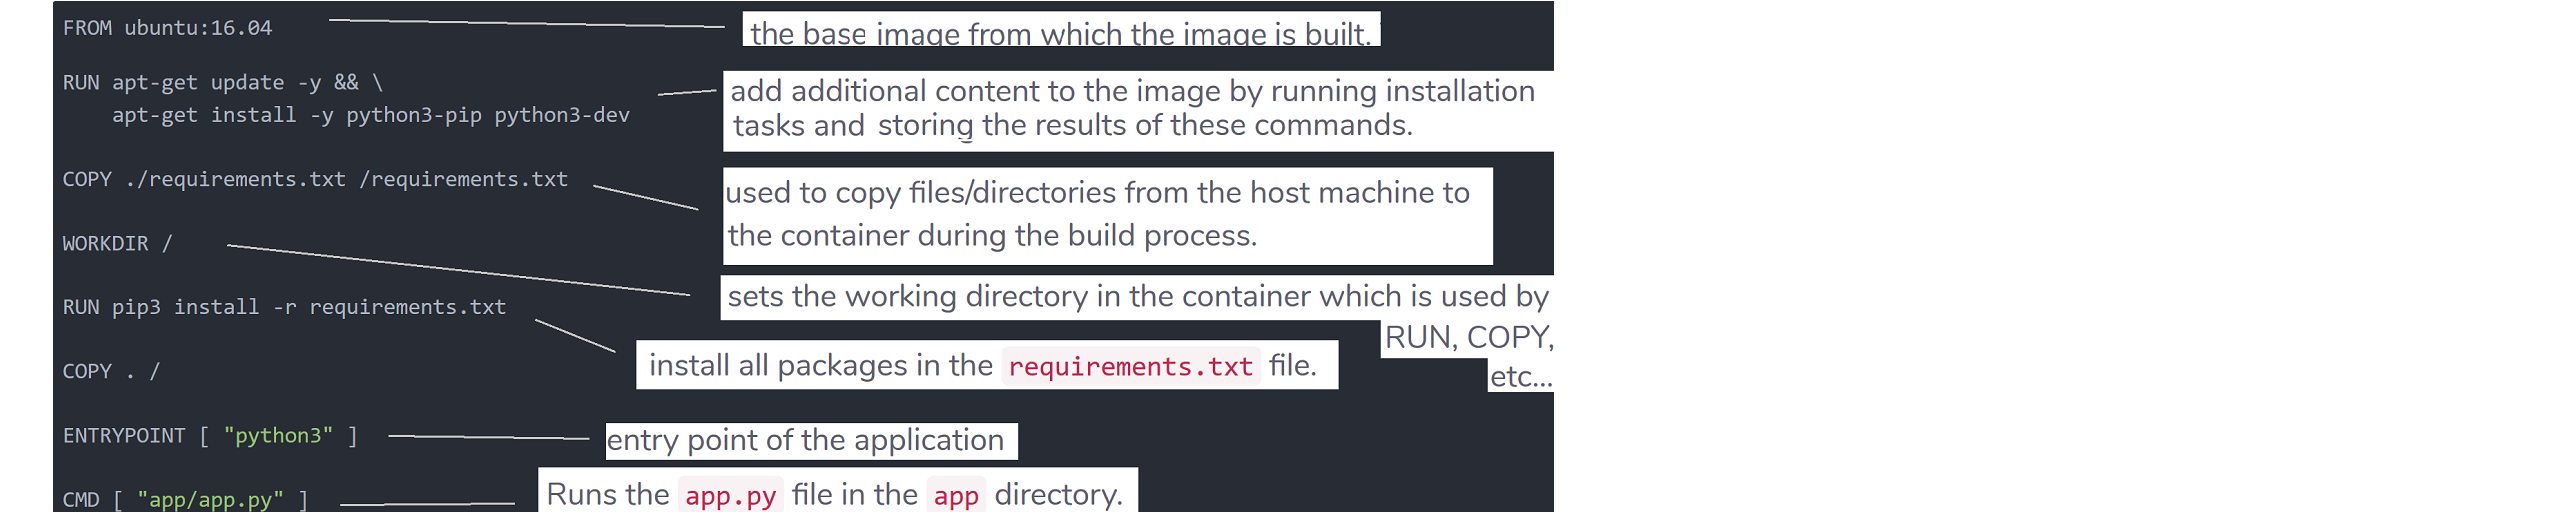 FROM ubuntu:16.04
the base image from which the image is built.
RUN apt-get update -y && \
apt-get install -y python3-pip python3-dev
add additional content to the image by running installation
tasks and storing the results of these commands.
COPY ./requirements.txt /requirements.txt
used to copy files/directories from the host machine to
the container during the build process.
WORKDIR /
sets the working directory in the container which is used by
RUN, COPY,
etc...
RUN pip3 install -r requirements.txt
install all packages in the requirements.txt file.
COPY . /
ENTRYPOINT [ "python3" ]
entry point of the application
CMD [ "app/app.py" ]
Runs the app.py file in the app directory.